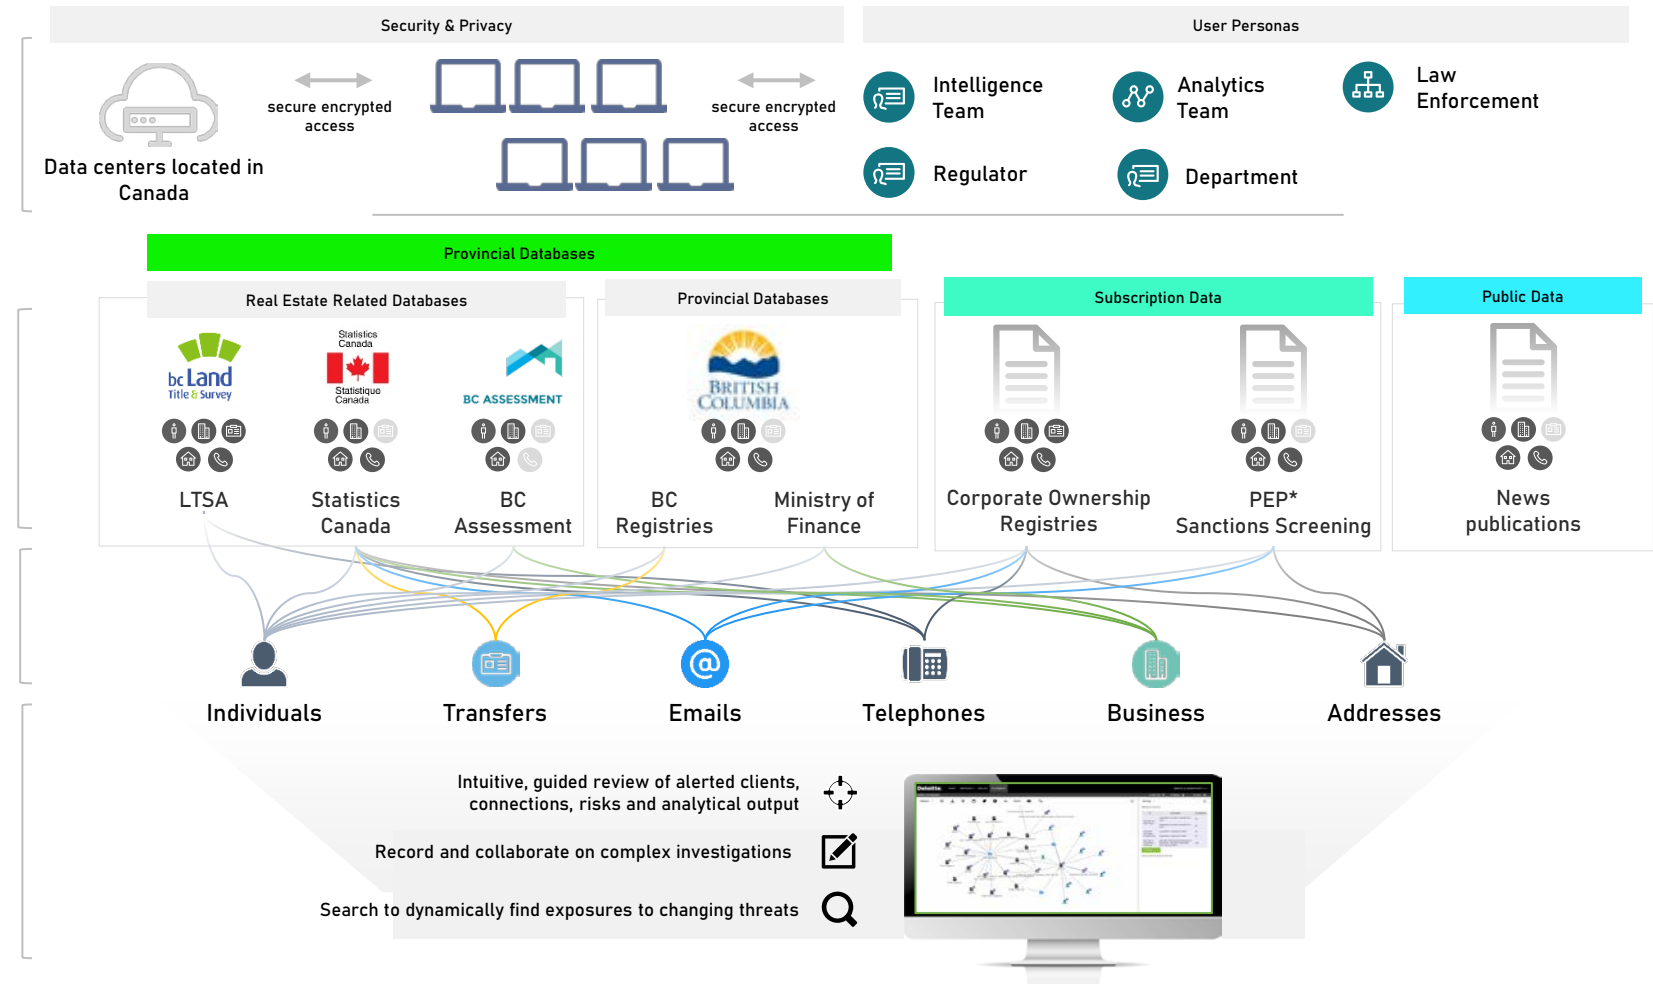 Security & Privacy
User Personas
secure encrypted
access
secure encrypted
access
Data centers located in
Canada
Intelligence
Team
Analytics
Team
Law
Enforcement
Regulator
Department
Provincial Databases
Real Estate Related Databases
Provincial Databases
Subscription Data
Public Data
bc Land
Title & Survey
Statistics
Canada
Statistique
Canada
BC ASSESSMENT
BRITISH
COLUMBIA
LTSA
Statistics
Canada
BC
Assessment
BC
Registries
Ministry of
Finance
Corporate Ownership
Registries
PEP*
Sanctions Screening
News
publications
Individuals
Transfers
Emails
Telephones
Business
Addresses
Intuitive, guided review of alerted clients,
connections, risks and analytical output
Record and collaborate on complex investigations
Search to dynamically find exposures to changing threats
Deloitte